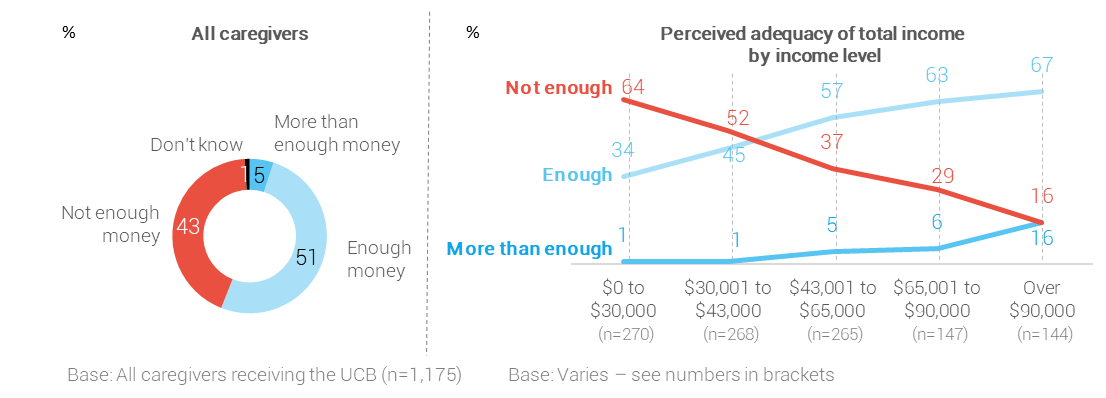 %
All caregivers
Don't know
More than
enough money
1
5
Not enough
money
43
51
Enough
money
Base: All caregivers receiving the UCB (n=1,175)
%
Perceived adequacy of total income
by income level
Not enough
64
52
37
29
16
Enough
34
45
57
63
67
More than enough
1
1
5
6
16
$0 to
$30,000
(n=270)
$30,001 to
$43,000
(n=268)
$43,001 to
$65,000
(n=265)
$65,001 to
$90,000
(n=147)
Over
$90,000
(n=144)
Base: Varies – see numbers in brackets